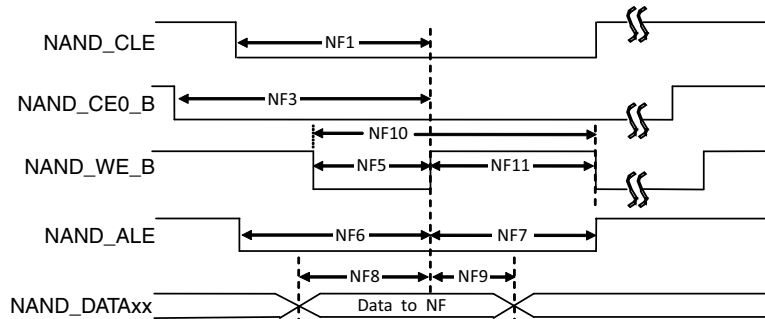 NAND_CLE
NF1
NAND_CE0_B
NF3
NF10
NAND_WE_B
NF5
NF11
NAND_ALE
NF6
NF7
NF8
NF9
NAND_DATAxx
Data to NF